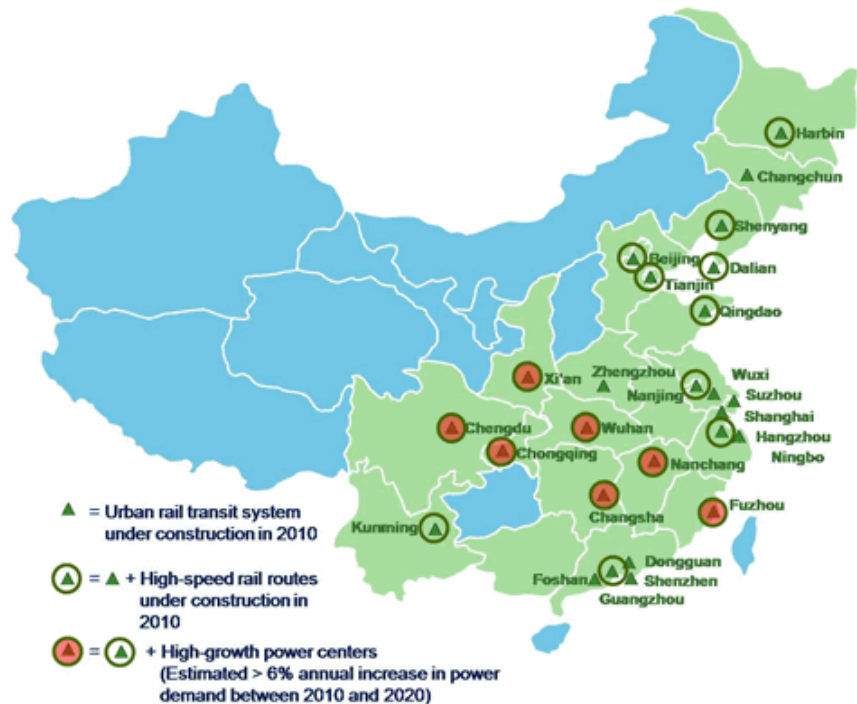 Harbin
Changchun
Shenyang
Beijing
Dalian
Tianjin
Qingdao
Xi'an
Zhengzhou
Wuxi
Nanjing
Suzhou
Shanghai
Chengdu
Wuhan
Hangzhou
Chongqing
Nanchang
Ningbo
Changsha
Fuzhou
Kunming
Dongguan
Foshan
Shenzhen
Guangzhou
= Urban rail transit system
under construction in 2010
= + High-speed rail routes
under construction in
2010
= + High-growth power centers
(Estimated > 6% annual increase in power
demand between 2010 and 2020)